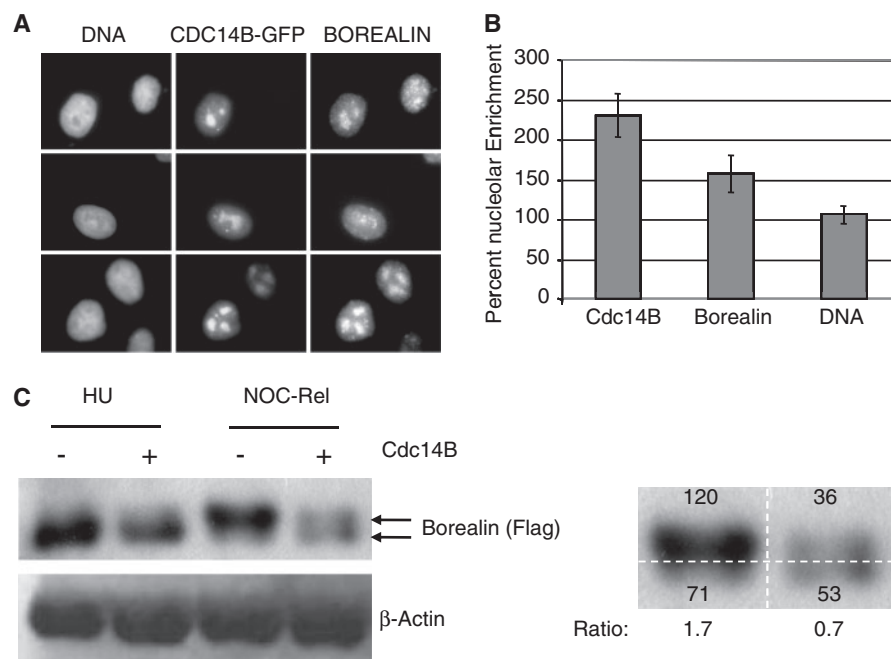 A
DNA CDC14B-GFP BOREALIN
B
Percent nucleolar Enrichment
300
250
200
150
100
50
0
Cdc14B Borealin DNA
C
HU NOC-Rel
- + - + Cdc14B
Borealin (Flag)
β-Actin
120 36
71 53
Ratio: 1.7 0.7